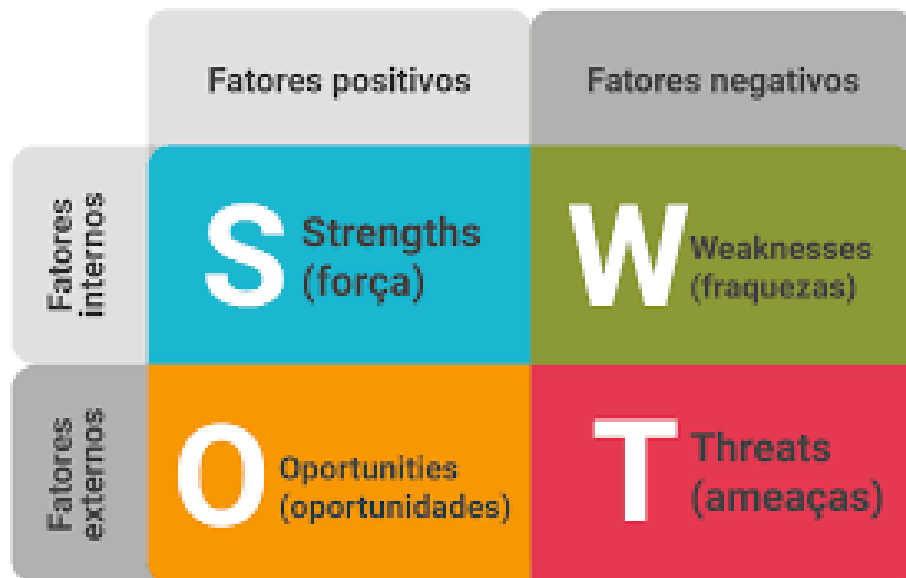 Fatores positivos
Fatores negativos
Fatores
internos
S
Strengths
(força)
W
Weaknesses
(fraquezas)
Fatores
externos
O
Oportunities
(oportunidades)
T
Threats
(ameaças)